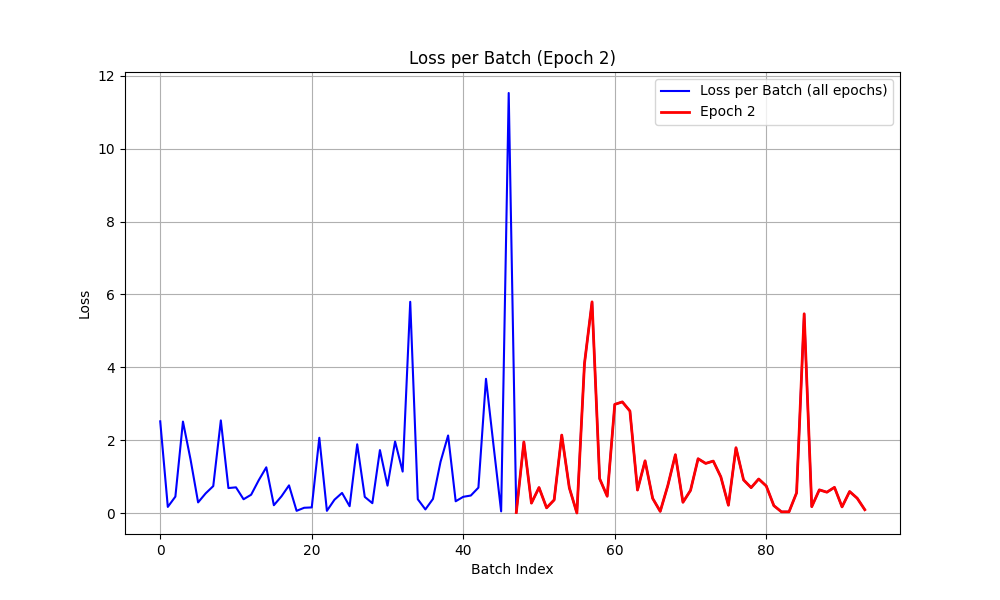 Loss per Batch (Epoch 2)
Loss per Batch (all epochs)
Epoch 2
12
10
8
6
4
2
0
Loss
0 20 40 60 80
Batch Index